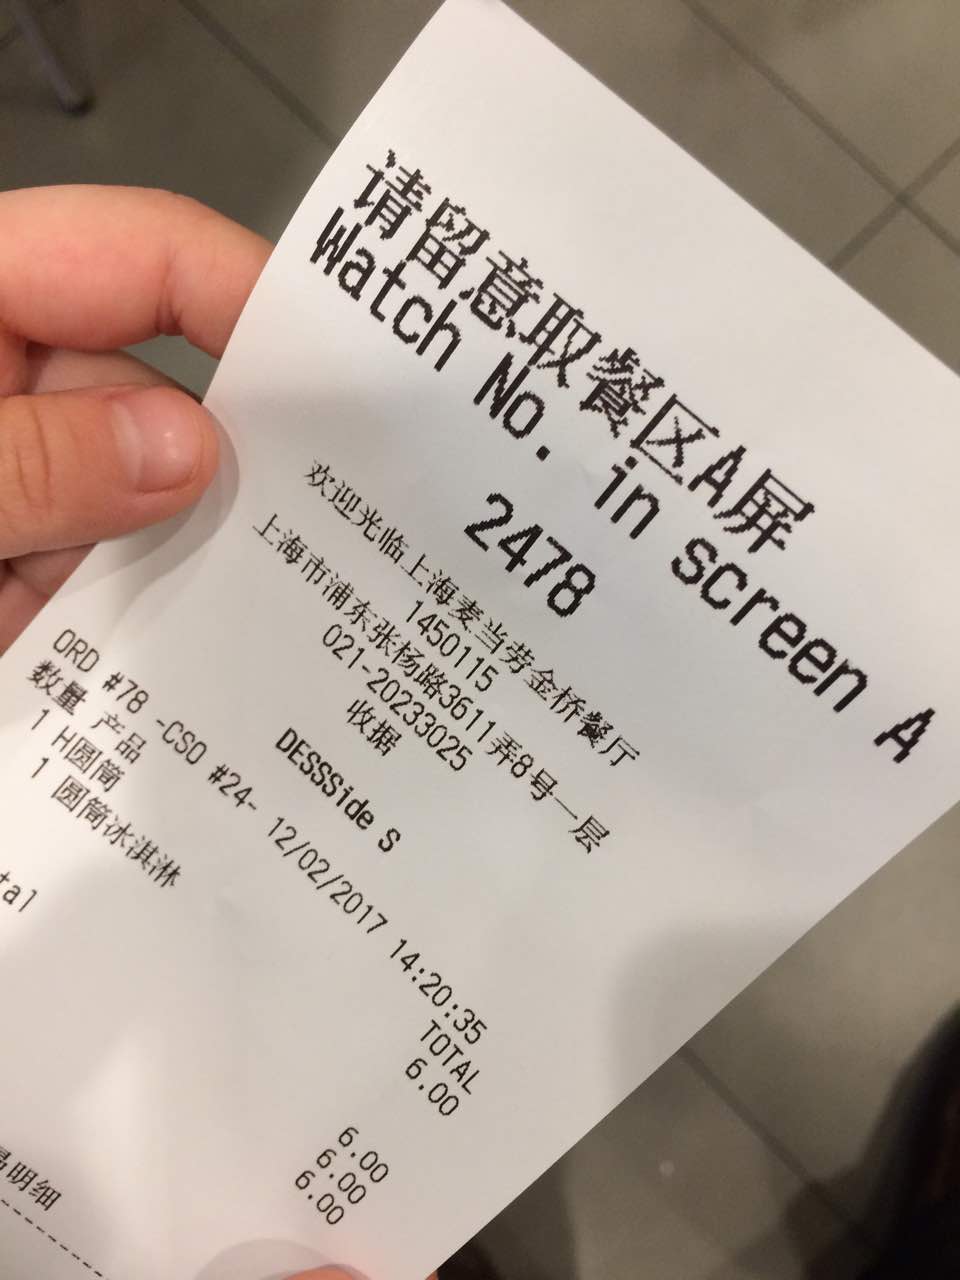 请留意取餐区A屏
Watch No. in screen A
2478
欢迎光临上海麦当劳金桥餐厅
1450115
上海市浦东张杨路3611弄8号一层
021-20233025
收据
DESSSide S
ORD #78 -CSO #24- 12/02/2017 14:20:35
数量 产品 TOTAL
1 H圆筒 6.00
1 圆筒冰淇淋
tal 6.00
6.00
6.00
明细